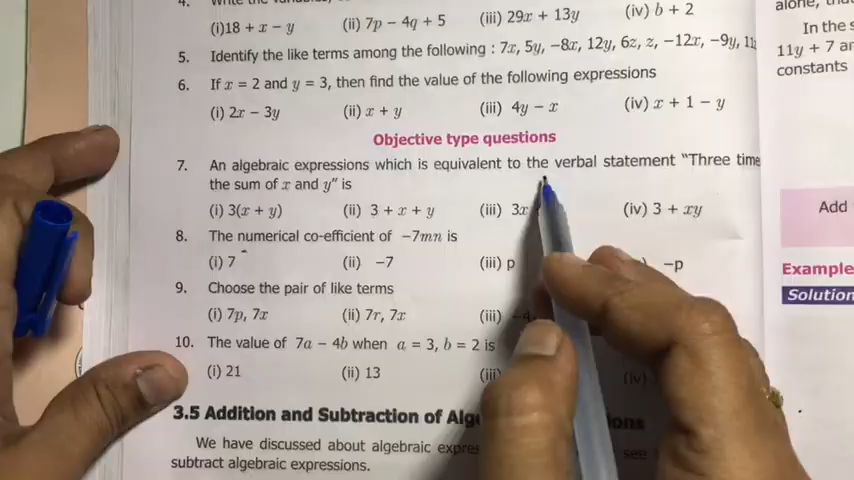 4. Write the variables,
alone,
(i)18 + x − y (ii) 7p − 4q + 5 (iii) 29x + 13y (iv) b + 2
In the s
5. Identify the like terms among the following : 7x, 5y, −8x, 12y, 6z, z, −12x, −9y, 11
11y + 7 ar
6. If x = 2 and y = 3, then find the value of the following expressions
constants
(i) 2x − 3y (ii) x + y (iii) 4y − x (iv) x + 1 − y
Objective type questions
7. An algebraic expressions which is equivalent to the verbal statement "Three time
the sum of x and y" is
(i) 3(x + y) (ii) 3 + x + y (iii) 3x (iv) 3 + xy
Add
8. The numerical co-efficient of −7mn is
(i) 7 (ii) −7 (iii) p −p
Example
9. Choose the pair of like terms
Solution
(i) 7p, 7x (ii) 7r, 7x (iii)
10. The value of 7a − 4b when a = 3, b = 2 is
(i) 21 (ii) 13 (iii) (iv)
3.5 Addition and Subtraction of Alg ons
We have discussed about algebraic expres see
subtract algebraic expressions.